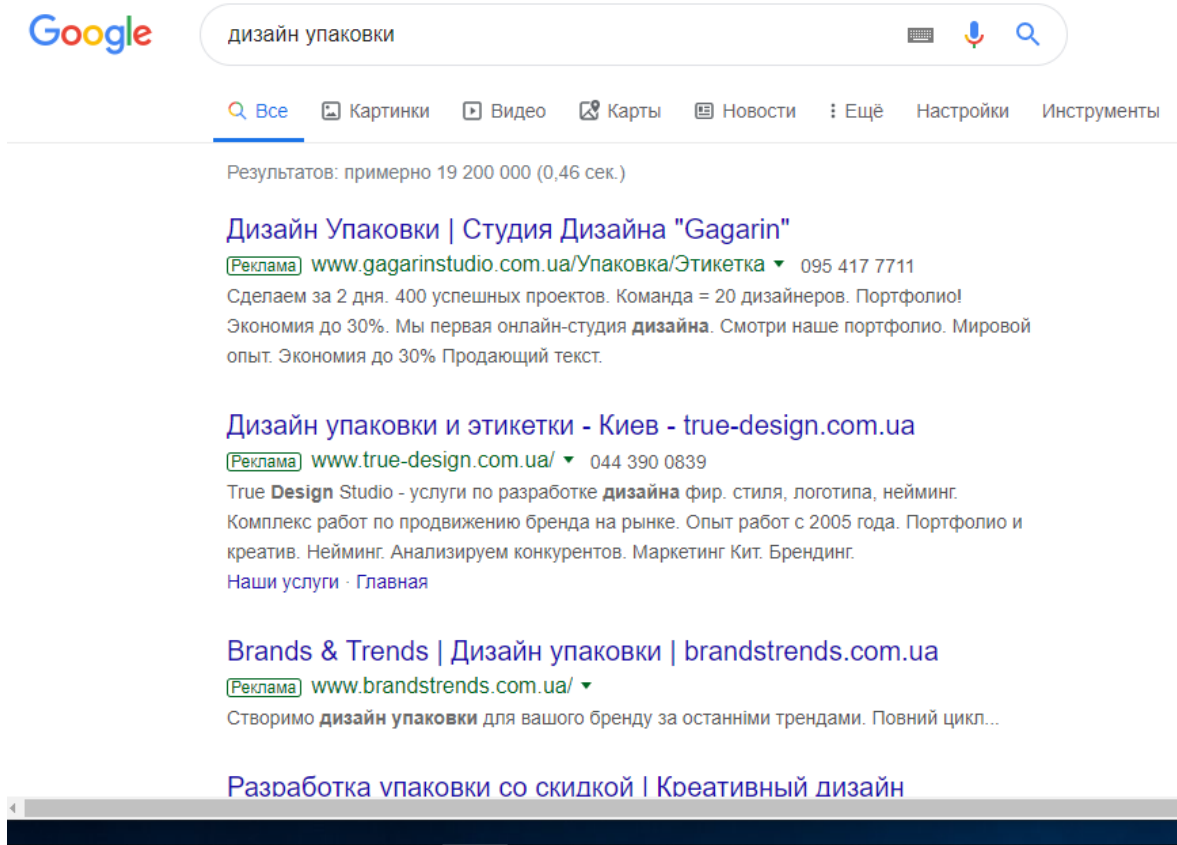 Google
дизайн упаковки
Все Картинки Видео Карты Новости Ещё Настройки Инструменты
Результатов: примерно 19 200 000 (0,46 сек.)
Дизайн Упаковки | Студия Дизайна "Gagarin"
Реклама www.gagarinstudio.com.ua/Упаковка/Этикетка 095 417 7711
Сделаем за 2 дня. 400 успешных проектов. Команда = 20 дизайнеров. Портфолио!
Экономия до 30%. Мы первая онлайн-студия дизайна. Смотри наше портфолио. Мировой
опыт. Экономия до 30% Продающий текст.
Дизайн упаковки и этикетки - Киев - true-design.com.ua
Реклама www.true-design.com.ua/ 044 390 0839
True Design Studio - услуги по разработке дизайна фир. стиля, логотипа, нейминг.
Комплекс работ по продвижению бренда на рынке. Опыт работ с 2005 года. Портфолио и
креатив. Нейминг. Анализируем конкурентов. Маркетинг Кит. Брендинг.
Наши услуги · Главная
Brands & Trends | Дизайн упаковки | brandstrends.com.ua
Реклама www.brandstrends.com.ua/
Створимо дизайн упаковки для вашого бренду за останніми трендами. Повний цикл...
Разработка упаковки со скидкой | Креативный дизайн